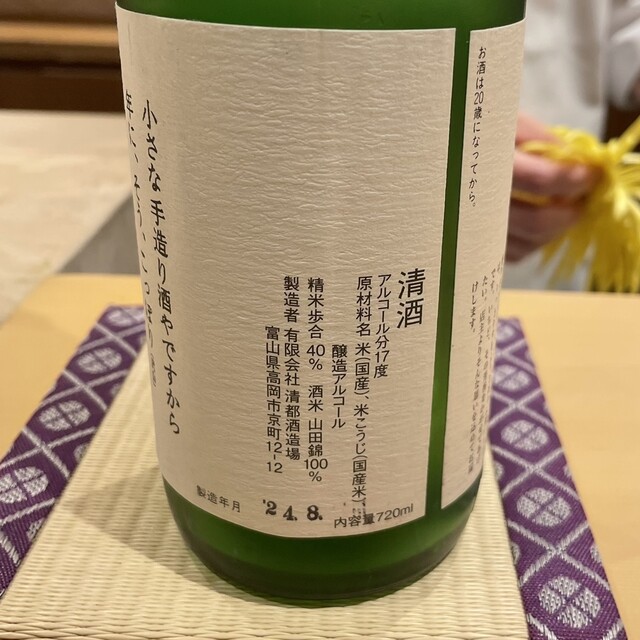 お酒は20歳になってから。
清酒
アルコール分17度
原材料名 米(国産)、米こうじ(国産米)、
醸造アルコール
精米歩合 40% 酒米 山田錦100%
製造者 有限会社 清都酒造場
富山県高岡市京町12-12
内容量720ml
製造年月 '24.8.
小さな手造り酒やですから